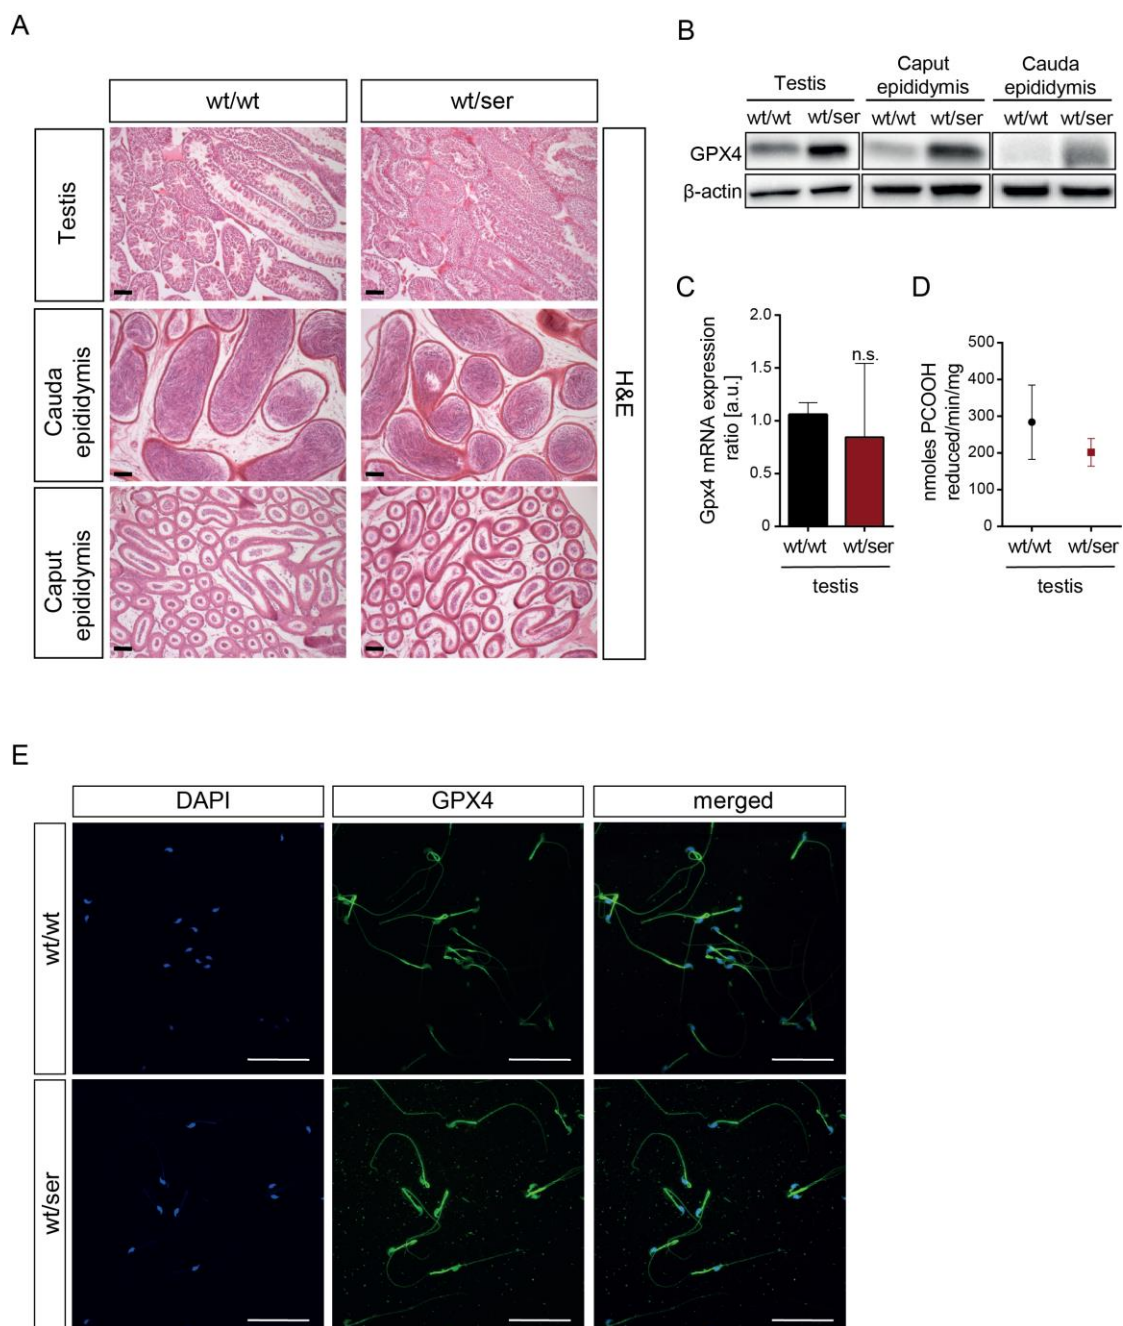 A
wt/wt
wt/ser
Testis
Cauda
epididymis
Caput
epididymis
H&E
B
Testis
Caput
epididymis
Cauda
epididymis
wt/wt wt/ser wt/wt wt/ser wt/wt wt/ser
GPX4
β-actin
C
Gpx4 mRNA expression
ratio [a.u.]
2.0
1.5
1.0
0.5
0
n.s.
wt/wt wt/ser
testis
D
nmoles PCOOH
reduced/min/mg
500
400
300
200
100
0
wt/wt wt/ser
testis
E
DAPI
GPX4
merged
wt/wt
wt/ser